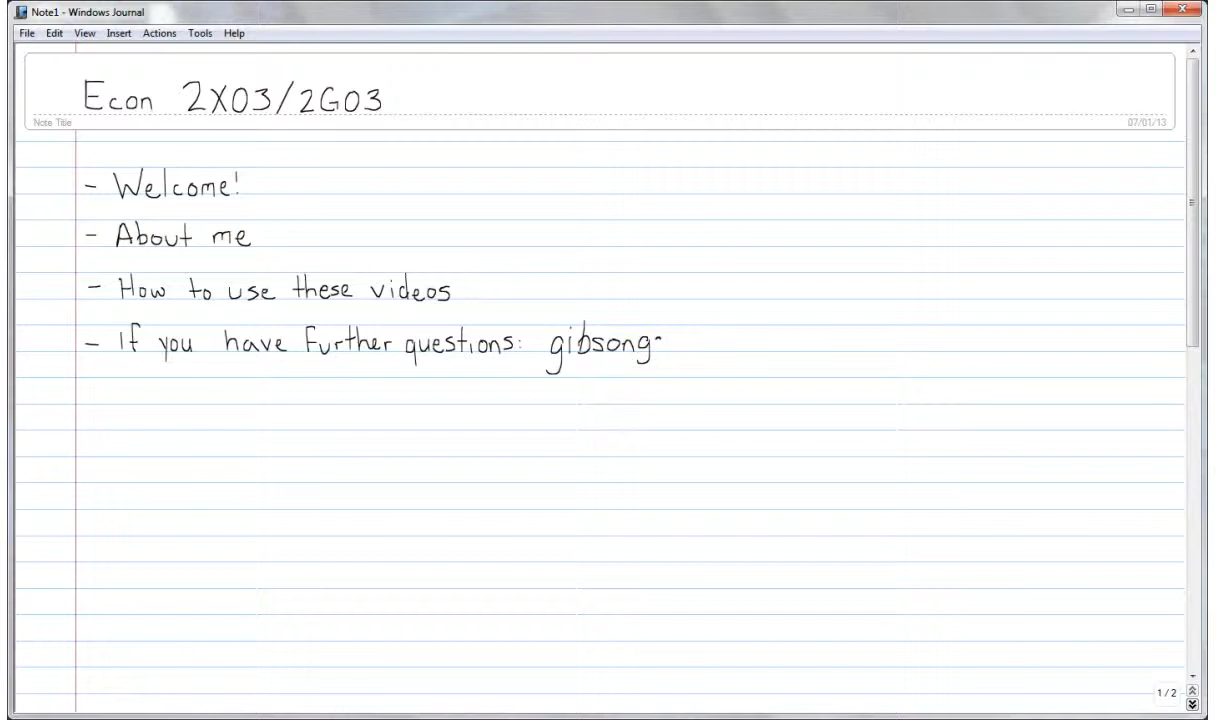 Note1 - Windows Journal
File Edit View Insert Actions Tools Help
Econ 2X03/2G03
Note Title 07/01/13
- Welcome!
- About me
- How to use these videos
- If you have further questions: gibsong-
1 / 2